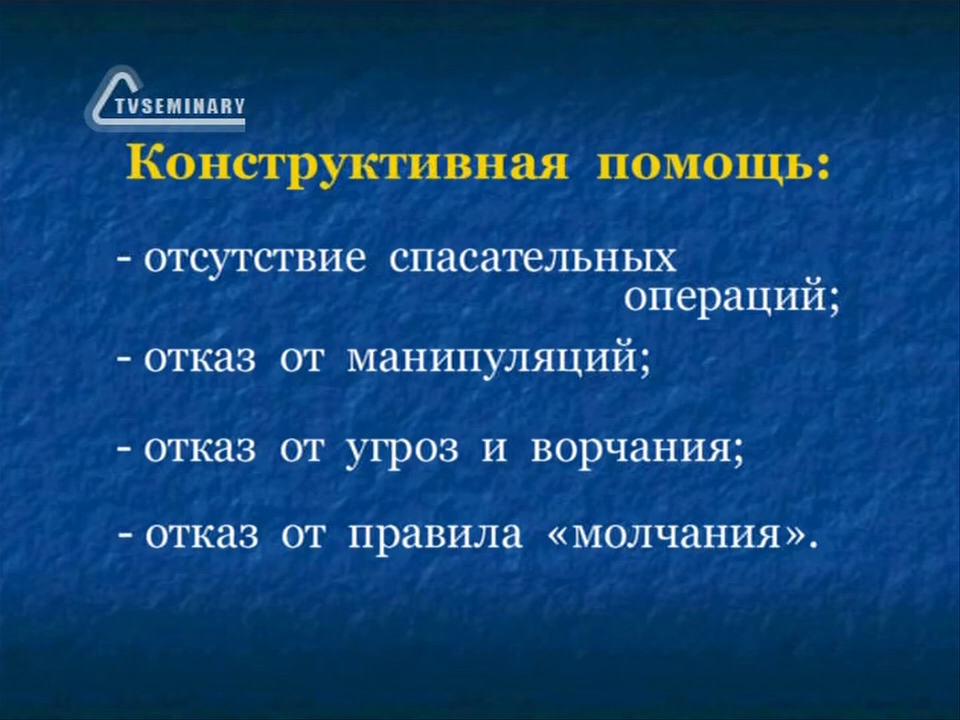 TVSEMINARY
Конструктивная помощь:
- отсутствие спасательных
операций;
- отказ от манипуляций;
- отказ от угроз и ворчания;
- отказ от правила «молчания».